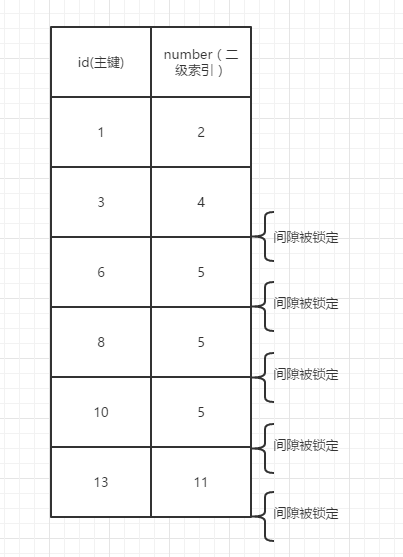 id(主键) number ( 二
级索引 )
1 2
3 4
间隙被锁定
6 5
间隙被锁定
8 5
间隙被锁定
10 5
间隙被锁定
13 11
间隙被锁定